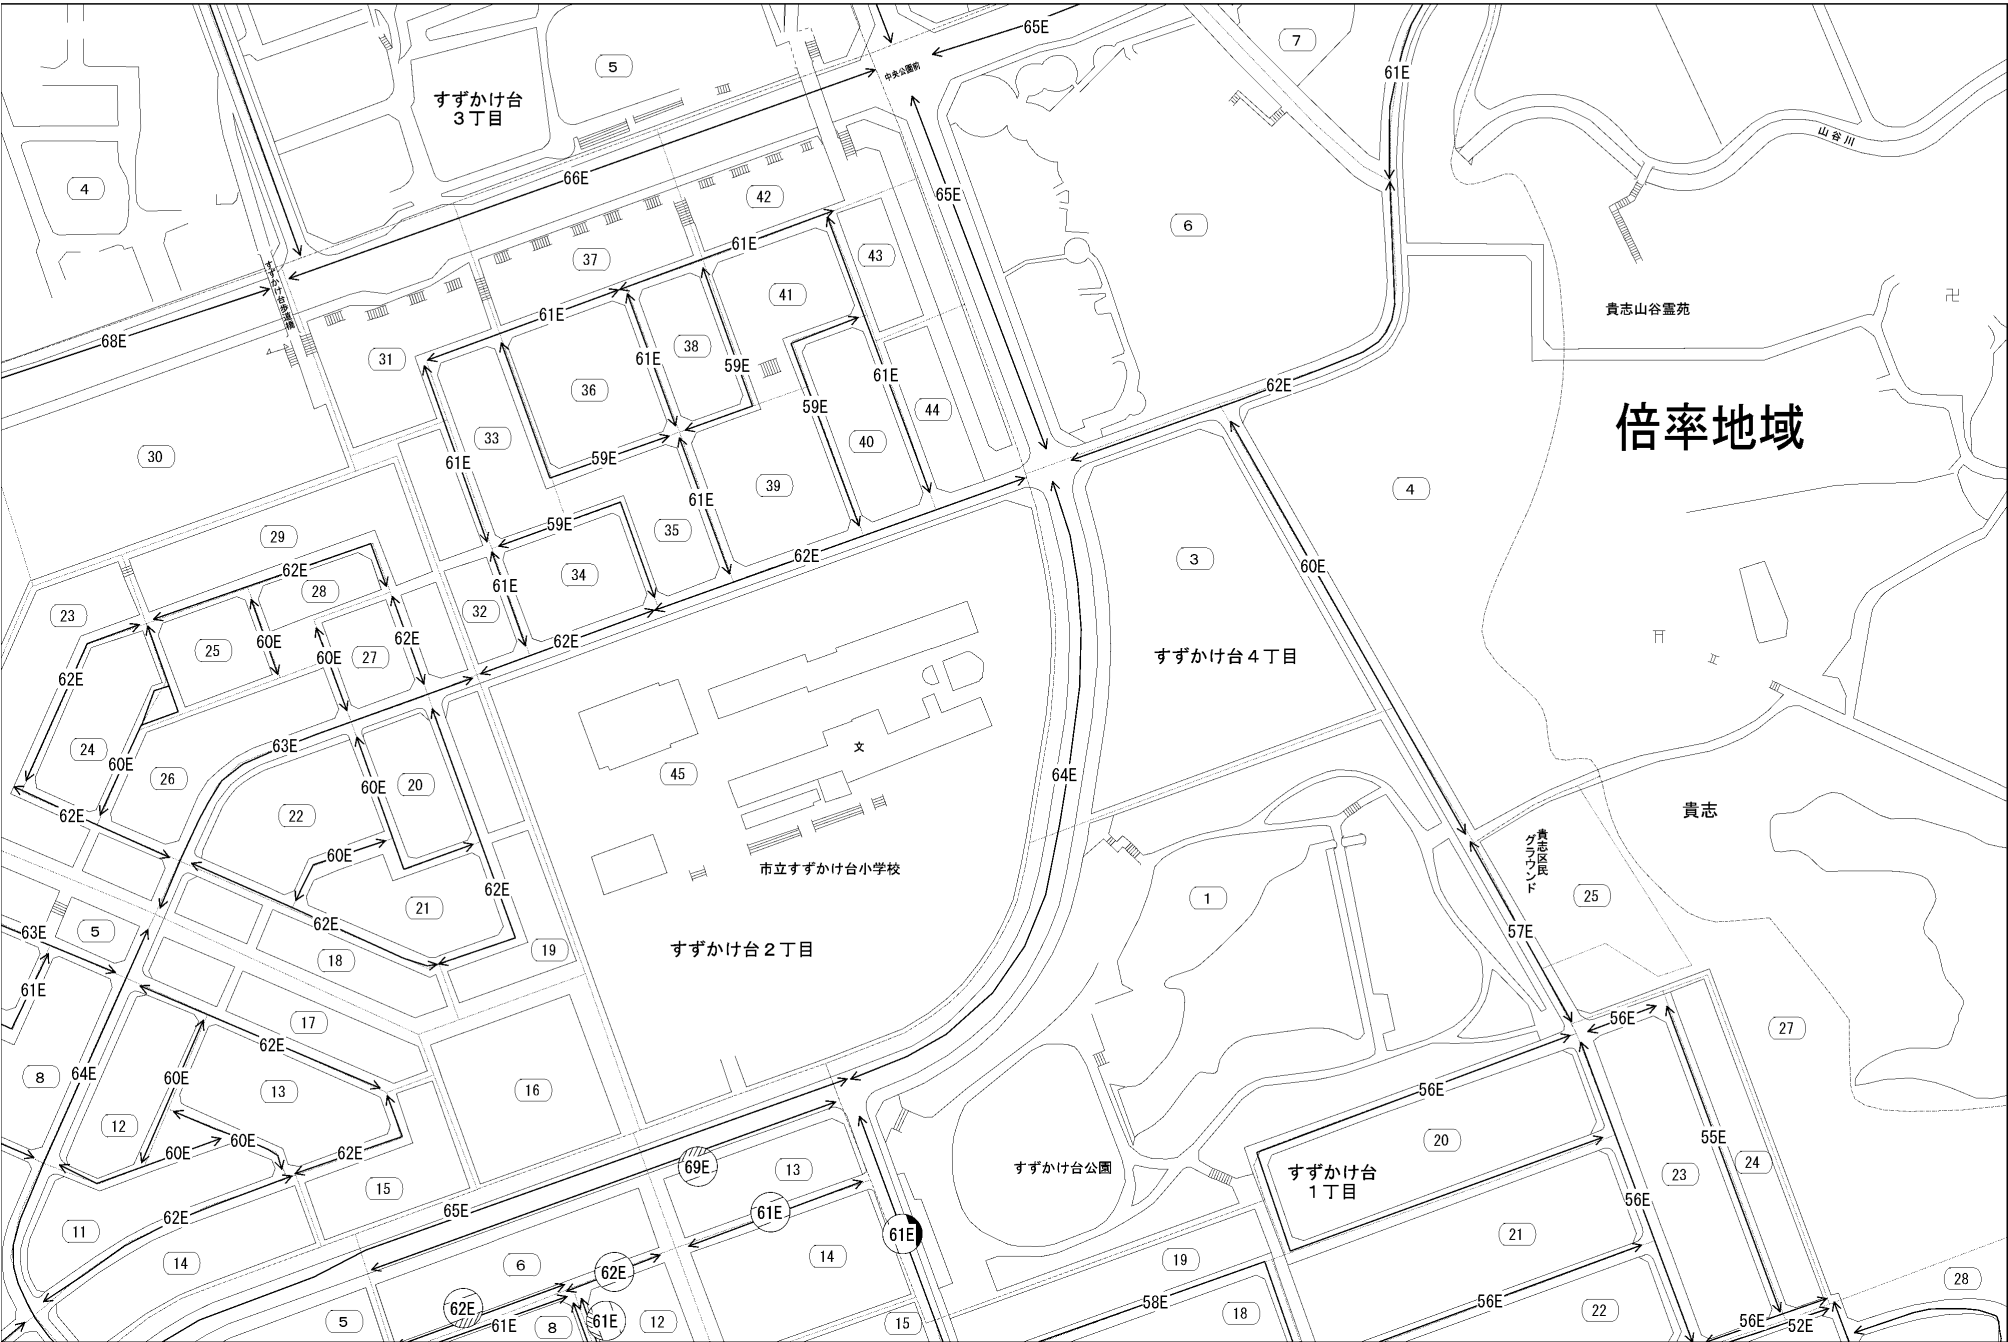 65E
7
61E
5
すずかけ台
3丁目
中央公園前
山谷川
4
66E
42
65E
6
61E
43
37
41
貴志山谷霊苑
すずかけ台歩道橋
61E
68E
31
38
61E
59E
61E
62E
36
59E
44
倍率地域
33
40
30
61E
59E
39
4
61E
59E
35
29
62E
3
60E
62E
34
61E
28
23
32
25
60E
62E
62E
27
60E
すずかけ台4丁目
62E
24
63E
60E
26
45
文
64E
20
60E
貴志
22
62E
貴志区民
グラウンド
60E
市立すずかけ台小学校
62E
25
1
21
62E
5
63E
57E
19
すずかけ台2丁目
18
61E
17
56E
27
62E
64E
8
60E
13
16
56E
12
55E
60E
20
60E
62E
24
69E
13
すずかけ台公園
すずかけ台
1丁目
23
15
56E
65E
61E
62E
11
61E
21
14
14
19
6
62E
28
58E
56E
62E
22
18
56E
5
61E
8
61E
12
15
52E